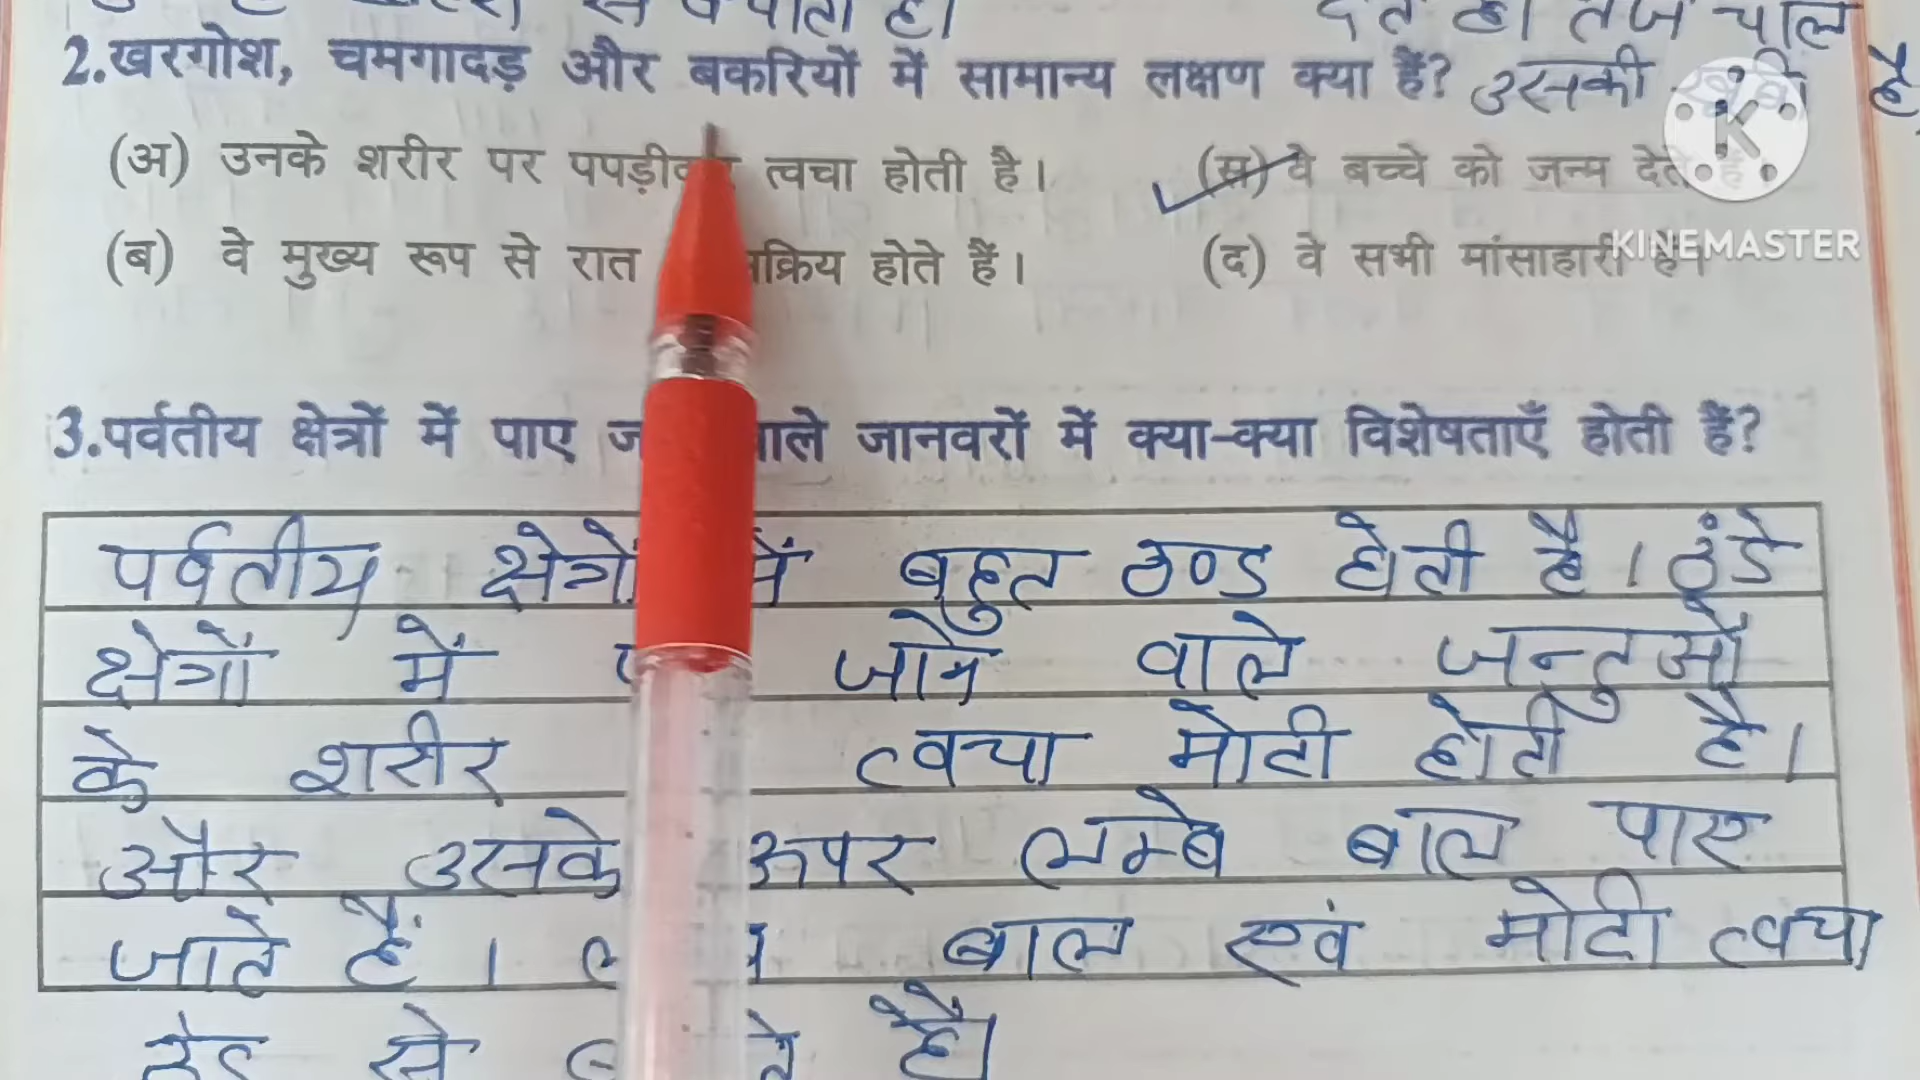 से बचाता है। देते है। तेज चाल
2.खरगोश, चमगादड़ और बकरियों में सामान्य लक्षण क्या हैं? उसकी है
K
(अ) उनके शरीर पर त्वचा होती है। (स) वे बच्चे को जन्म देते
(ब) वे मुख्य रूप से रात होते हैं। (द) वे सभी मांसाहारी हैं।
KINEMASTER
3.पर्वतीय क्षेत्रों में पाए वाले जानवरों में क्या-क्या विशेषताएँ होती हैं?
पर्वतीय क्षेत्रों में बहुत ठण्ड होती है । ठंडे
क्षेत्रों में जाने वाले जन्तुओं
के शरीर त्वचा मोटी होती है।
और उसके ऊपर लम्बे बाल पाए
जाते हैं । बाल एवं मोटी त्वचा
से है।